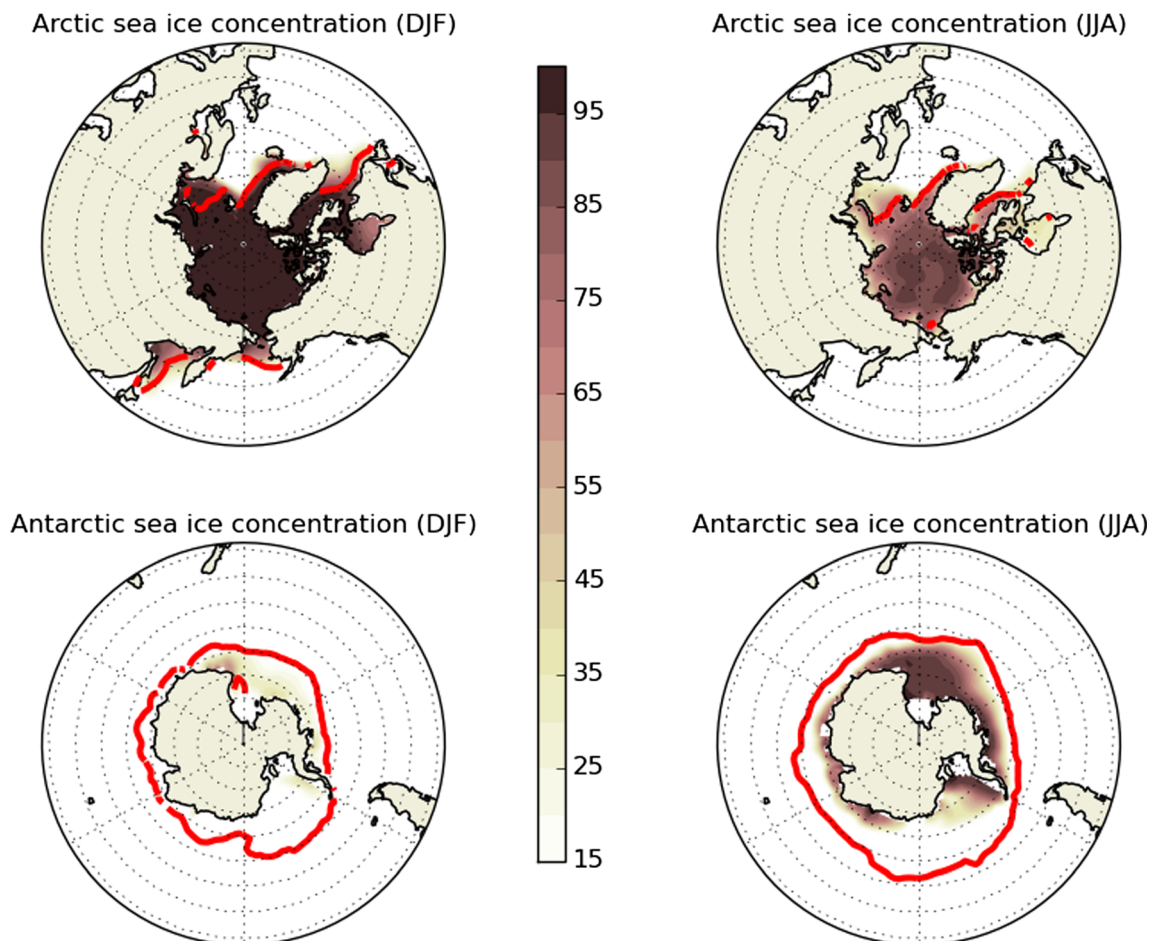 Arctic sea ice concentration (DJF)
Arctic sea ice concentration (JJA)
95
85
75
65
55
45
35
25
15
Antarctic sea ice concentration (DJF)
Antarctic sea ice concentration (JJA)